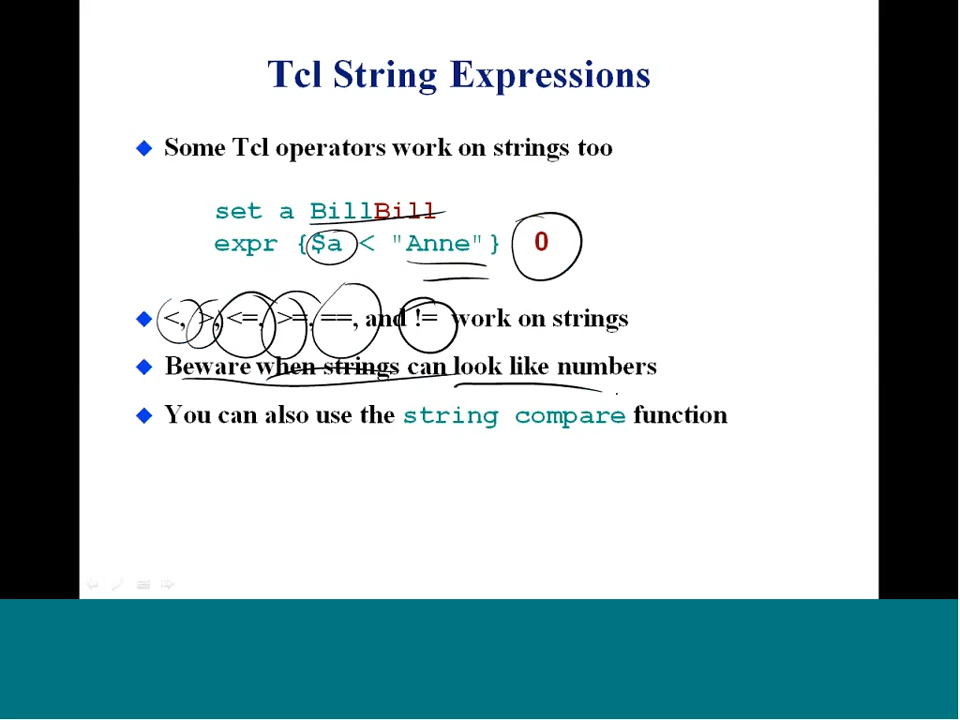 Tcl String Expressions
Some Tcl operators work on strings too
set a BillBill
expr {$a < "Anne"} 0
<, >, <=, >=, ==, and != work on strings
Beware when strings can look like numbers
You can also use the string compare function